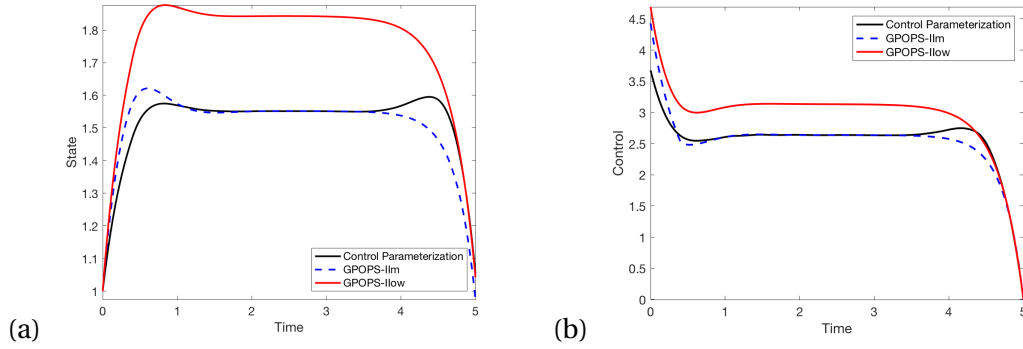 1.8
1.7
1.6
1.5
1.4
1.3
1.2
1.1
1
State
0 1 2 3 4 5
Time
Control Parameterization
GPOPS-IIm
GPOPS-IIow
(a)
4.5
4
3.5
3
2.5
2
1.5
1
0.5
0
Control
0 1 2 3 4 5
Time
Control Parameterization
GPOPS-IIm
GPOPS-IIow
(b)